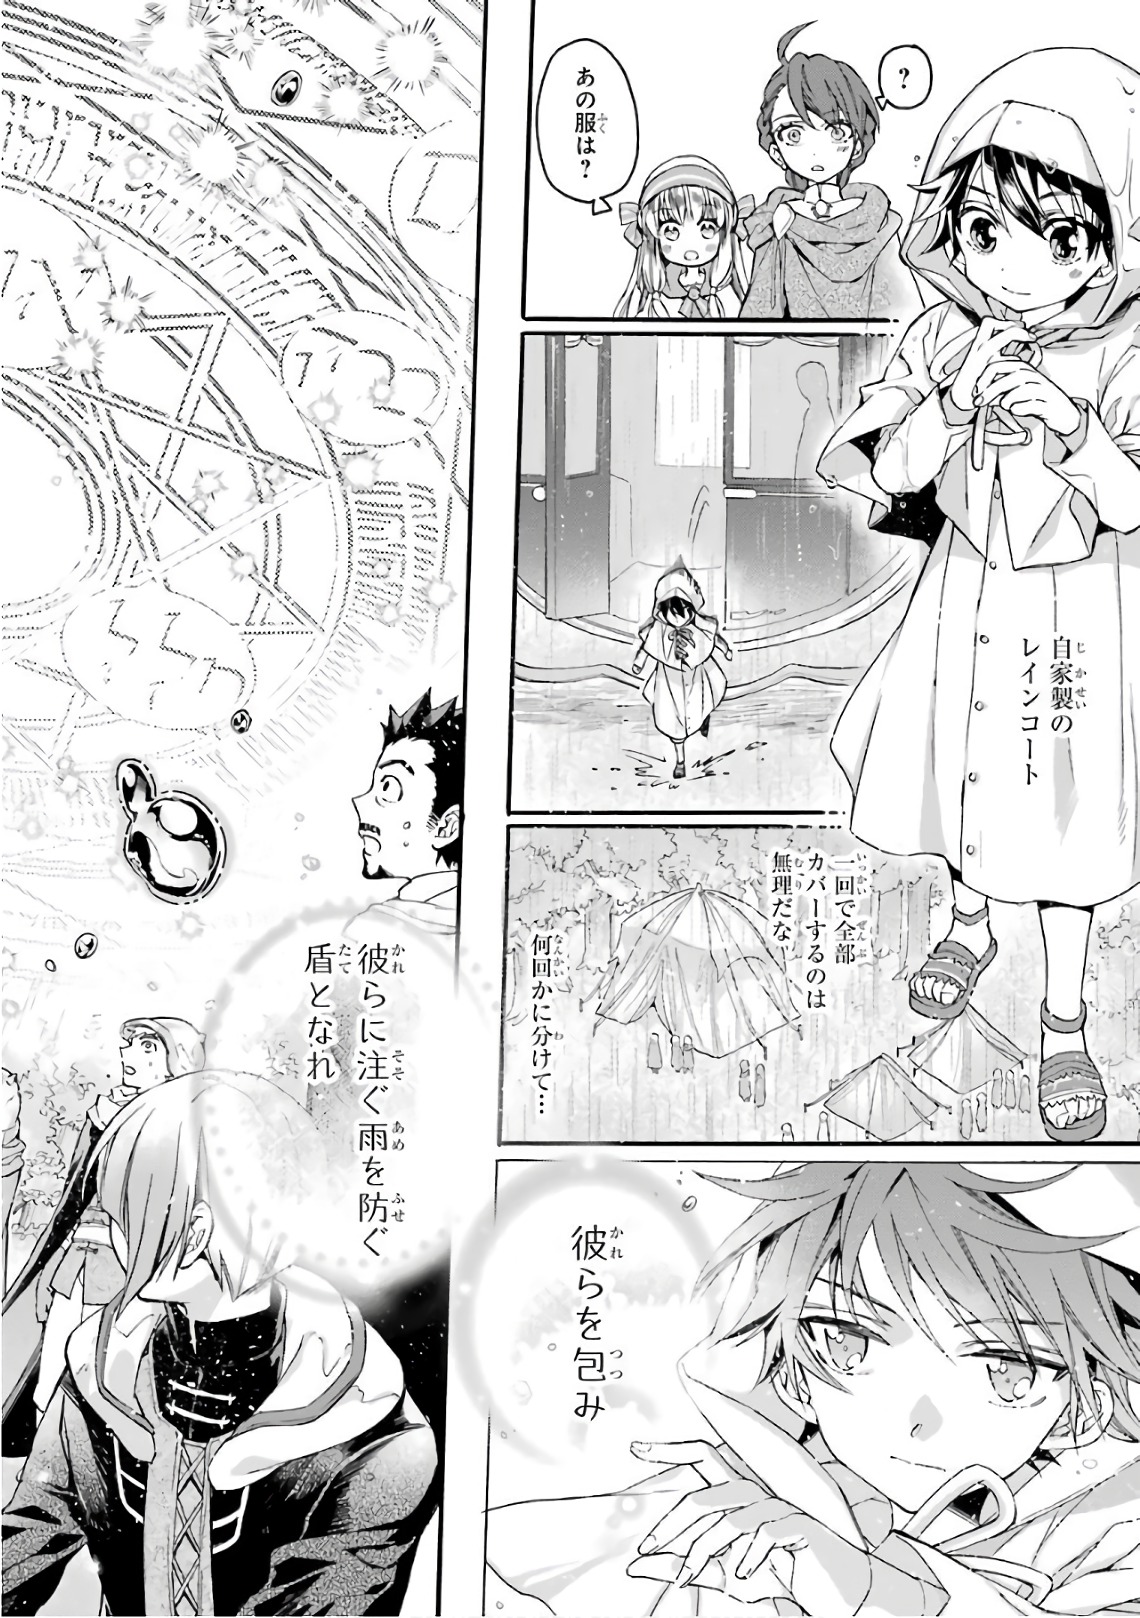 ？
あの服は？
自家製の
レインコート
一回で全部
カバーするのは
無理だな
何回かに分けて…
彼らを包み
彼らに注ぐ雨を防ぐ
盾となれ